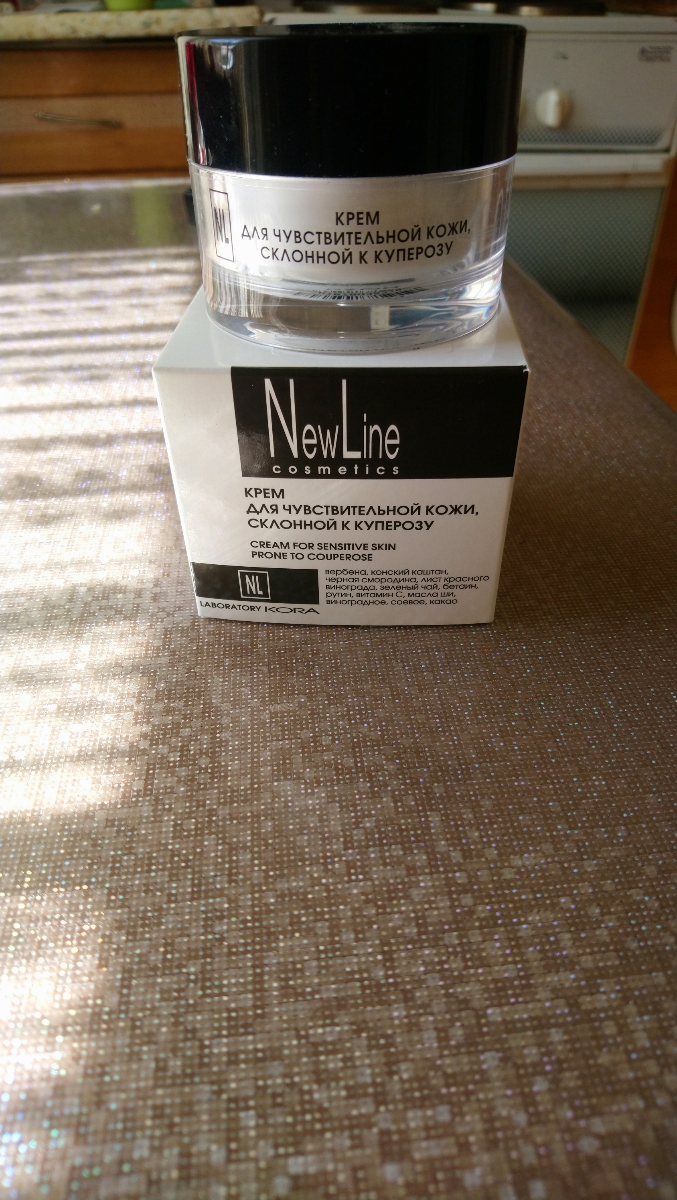 NL
КРЕМ
ДЛЯ ЧУВСТВИТЕЛЬНОЙ КОЖИ,
СКЛОННОЙ К КУПЕРОЗУ
NewLine
cosmetics
КРЕМ
ДЛЯ ЧУВСТВИТЕЛЬНОЙ КОЖИ,
СКЛОННОЙ К КУПЕРОЗУ
CREAM FOR SENSITIVE SKIN
PRONE TO COUPEROSE
NL
LABORATORY KORA
вербена, конский каштан,
черная смородина, лист красного
винограда, зеленый чай, бетаин,
рутин, витамин С, масла ши,
виноградное, соевое, какао